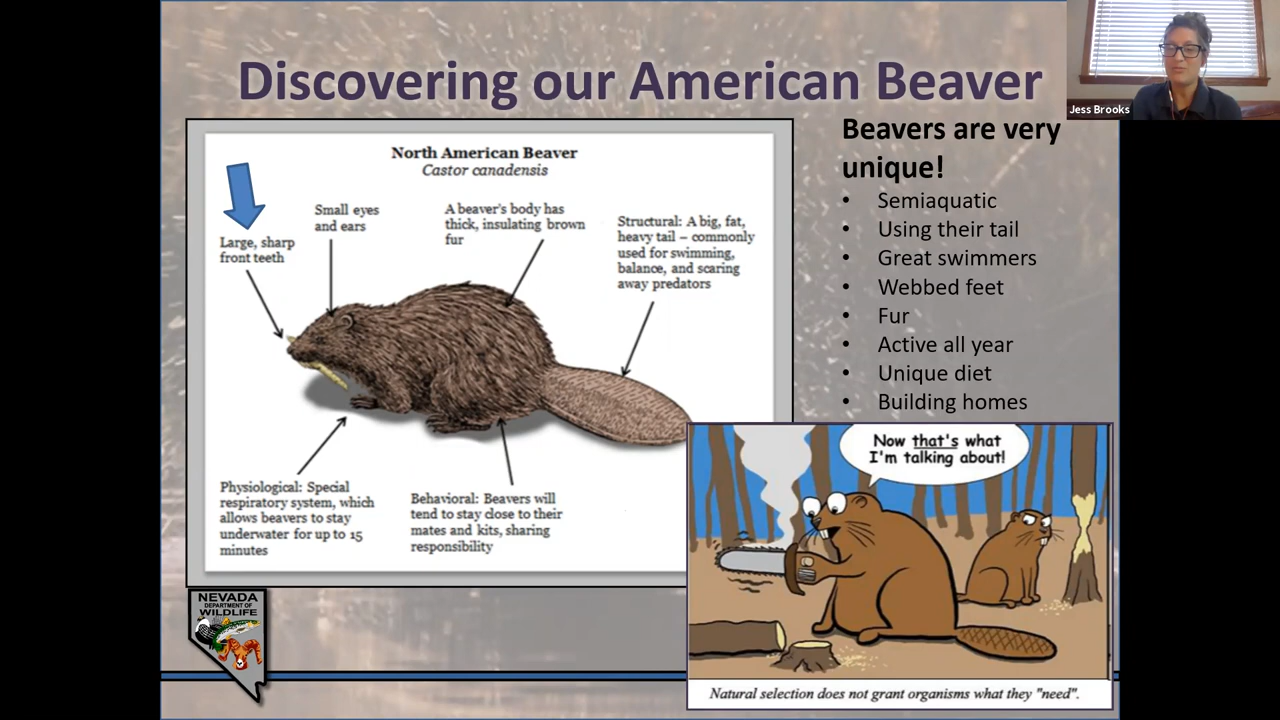 Discovering our American Beaver
Jess Brooks
North American Beaver
Castor canadensis
Large, sharp
front teeth
Small eyes
and ears
A beaver's body has
thick, insulating brown
fur
Structural: A big, fat,
heavy tail – commonly
used for swimming,
balance, and scaring
away predators
Physiological: Special
respiratory system, which
allows beavers to stay
underwater for up to 15
minutes
Behavioral: Beavers will
tend to stay close to their
mates and kits, sharing
responsibility
Beavers are very
unique!
• Semiaquatic
• Using their tail
• Great swimmers
• Webbed feet
• Fur
• Active all year
• Unique diet
• Building homes
Now that's what
I'm talking about!
Natural selection does not grant organisms what they "need".
NEVADA
DEPARTMENT OF
WILDLIFE